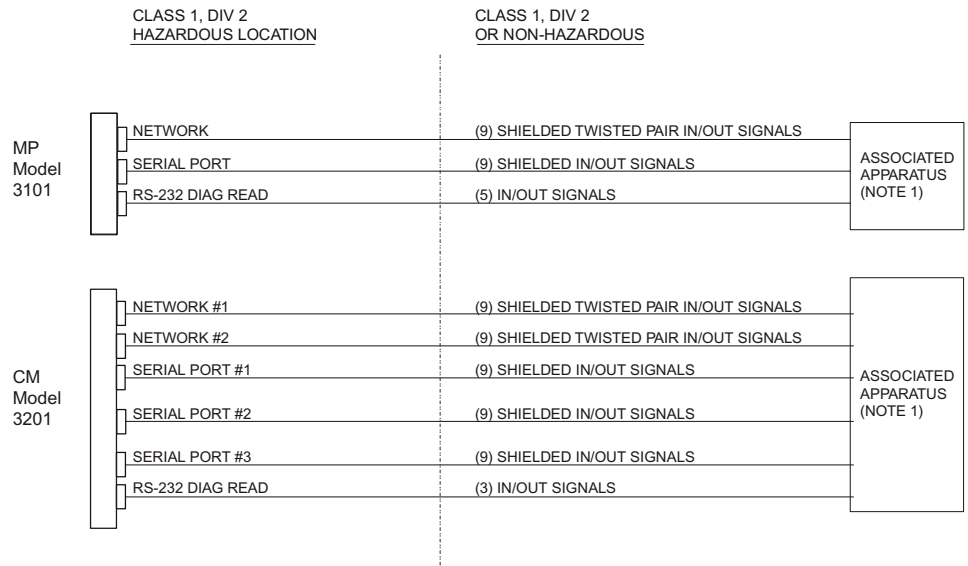 CLASS 1, DIV 2
HAZARDOUS LOCATION
CLASS 1, DIV 2
OR NON-HAZARDOUS
MP
Model
3101
NETWORK
(9) SHIELDED TWISTED PAIR IN/OUT SIGNALS
SERIAL PORT
(9) SHIELDED IN/OUT SIGNALS
RS-232 DIAG READ
(5) IN/OUT SIGNALS
ASSOCIATED
APPARATUS
(NOTE 1)
CM
Model
3201
NETWORK #1
(9) SHIELDED TWISTED PAIR IN/OUT SIGNALS
NETWORK #2
(9) SHIELDED TWISTED PAIR IN/OUT SIGNALS
SERIAL PORT #1
(9) SHIELDED IN/OUT SIGNALS
SERIAL PORT #2
(9) SHIELDED IN/OUT SIGNALS
SERIAL PORT #3
(9) SHIELDED IN/OUT SIGNALS
RS-232 DIAG READ
(3) IN/OUT SIGNALS
ASSOCIATED
APPARATUS
(NOTE 1)